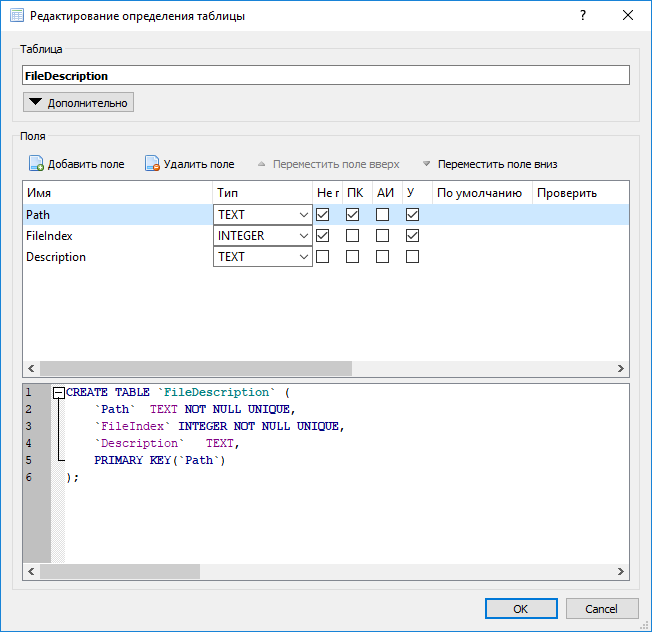 Редактирование определения таблицы ?
Таблица
FileDescription
Дополнительно
Поля
Добавить поле Удалить поле Переместить поле вверх Переместить поле вниз
Имя Тип Не г ПК АИ У По умолчанию Проверить
Path TEXT
FileIndex INTEGER
Description TEXT
1 CREATE TABLE `FileDescription` (
2 `Path` TEXT NOT NULL UNIQUE,
3 `FileIndex` INTEGER NOT NULL UNIQUE,
4 `Description` TEXT,
5 PRIMARY KEY(`Path`)
6 );
OK Cancel